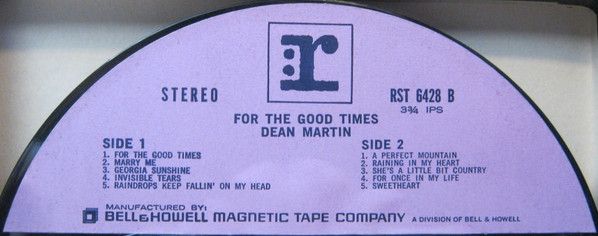 r:
STEREO
RST 6428 B
3¾ IPS
FOR THE GOOD TIMES
DEAN MARTIN
SIDE 1
1. FOR THE GOOD TIMES
2. MARRY ME
3. GEORGIA SUNSHINE
4. INVISIBLE TEARS
5. RAINDROPS KEEP FALLIN' ON MY HEAD
SIDE 2
1. A PERFECT MOUNTAIN
2. RAINING IN MY HEART
3. SHE'S A LITTLE BIT COUNTRY
4. FOR ONCE IN MY LIFE
5. SWEETHEART
MANUFACTURED BY:
BELL & HOWELL MAGNETIC TAPE COMPANY A DIVISION OF BELL & HOWELL